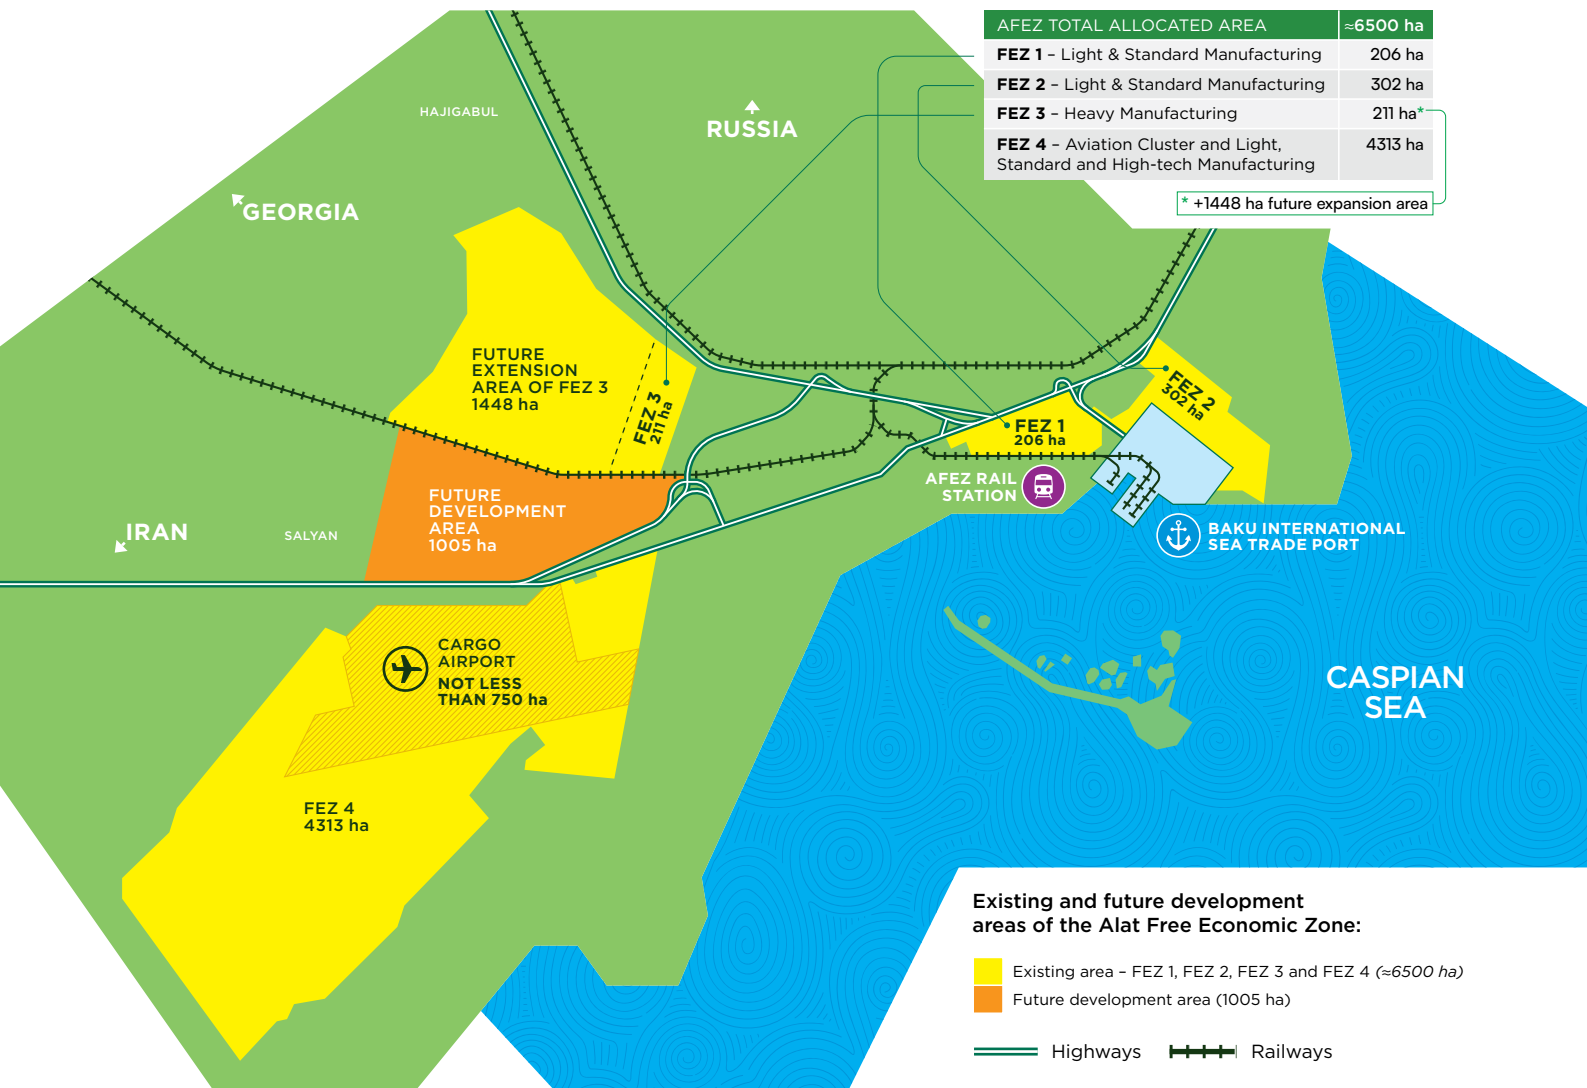 AFEZ TOTAL ALLOCATED AREA ≈6500 ha
FEZ 1 – Light & Standard Manufacturing 206 ha
FEZ 2 – Light & Standard Manufacturing 302 ha
FEZ 3 – Heavy Manufacturing 211 ha*
FEZ 4 – Aviation Cluster and Light, 4313 ha
Standard and High-tech Manufacturing
* +1448 ha future expansion area
HAJIGABUL
RUSSIA
GEORGIA
FUTURE
EXTENSION
AREA OF FEZ 3
1448 ha
FEZ 3
211 ha
FEZ 2
302 ha
FEZ 1
206 ha
AFEZ RAIL
STATION
FUTURE
DEVELOPMENT
AREA
1005 ha
IRAN
SALYAN
BAKU INTERNATIONAL
SEA TRADE PORT
CARGO
AIRPORT
NOT LESS
THAN 750 ha
CASPIAN
SEA
FEZ 4
4313 ha
Existing and future development
areas of the Alat Free Economic Zone:
Existing area – FEZ 1, FEZ 2, FEZ 3 and FEZ 4 (≈6500 ha)
Future development area (1005 ha)
Highways Railways